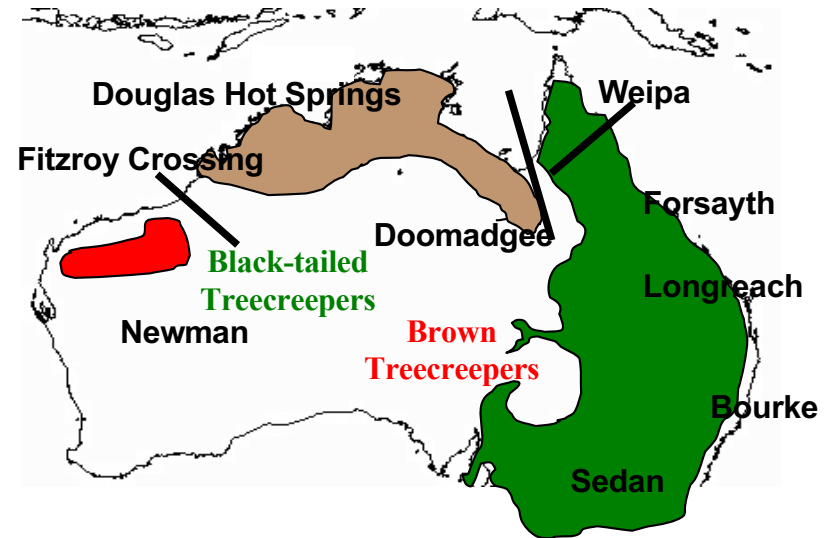 Douglas Hot Springs
Weipa
Fitzroy Crossing
Forsayth
Doomadgee
Black-tailed
Treecreepers
Longreach
Newman
Brown
Treecreepers
Bourke
Sedan